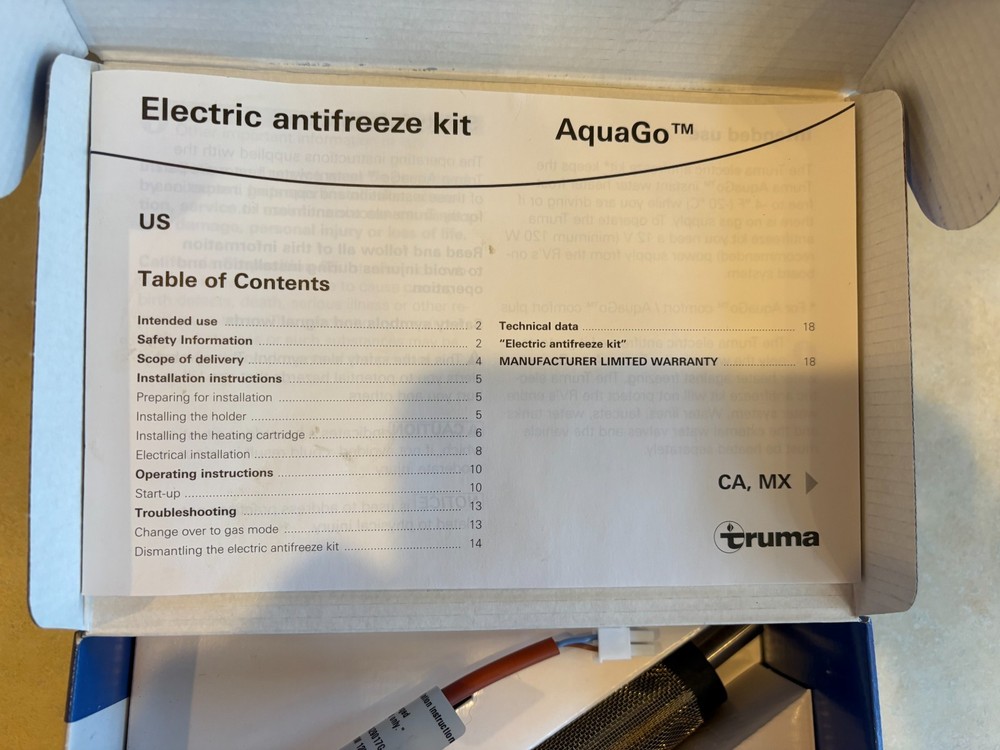 Electric antifreeze kit
AquaGo™
US
Table of Contents
Intended use ........ 2
Safety Information ........ 2
Scope of delivery ........ 4
Installation instructions ........ 5
Preparing for installation ........ 5
Installing the holder ........ 5
Installing the heating cartridge ........ 6
Electrical installation ........ 8
Operating instructions ........ 10
Start-up ........ 10
Troubleshooting ........ 13
Change over to gas mode ........ 13
Dismantling the electric antifreeze kit ........ 14
Technical data ........ 18
"Electric antifreeze kit"
MANUFACTURER LIMITED WARRANTY ........ 18
CA, MX
truma
Instruction
only